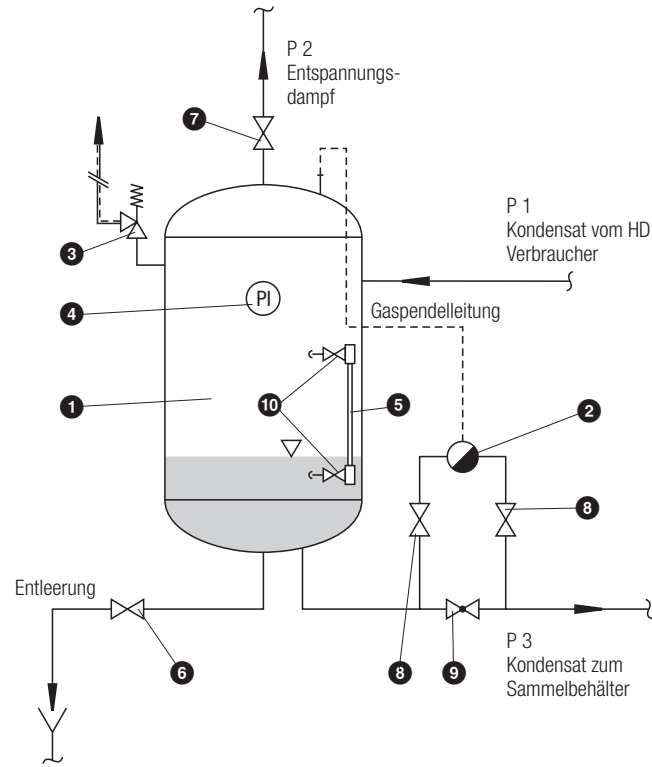 P 2
Entspannungs-
dampf
7
P 1
Kondensat vom HD
Verbraucher
3
4
PI
Gaspendelleitung
1
10
5
2
8
Entleerung
6
8
9
P 3
Kondensat zum
Sammelbehälter